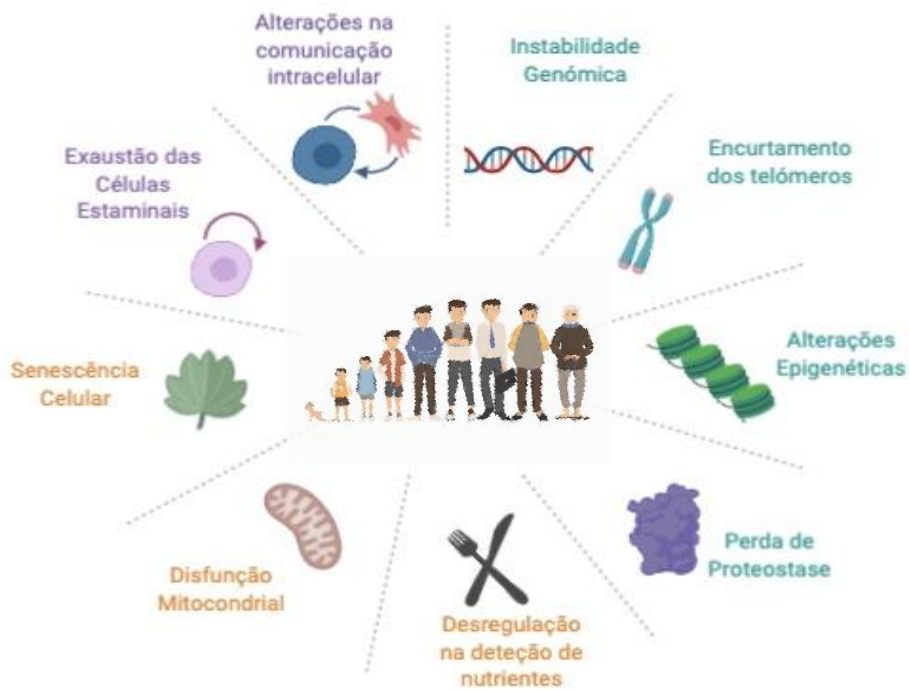 Alterações na
comunicação
intracelular
Instabilidade
Genómica
Encurtamento
dos telómeros
Alterações
Epigenéticas
Perda de
Proteostase
Desregulação
na deteção de
nutrientes
Disfunção
Mitocondrial
Senescência
Celular
Exaustão das
Células
Estaminais